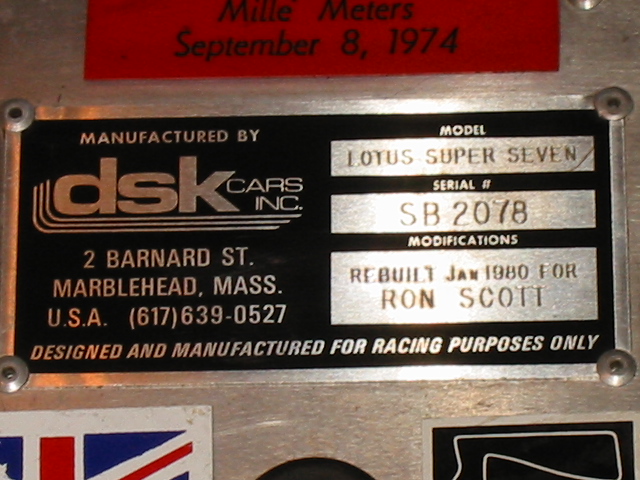 Mille Meters
September 8, 1974
MANUFACTURED BY
dsk CARS INC.
2 BARNARD ST.
MARBLEHEAD, MASS.
U.S.A. (617)639-0527
MODEL
LOTUS SUPER SEVEN
SERIAL #
SB 2078
MODIFICATIONS
REBUILT JAN 1980 FOR
RON SCOTT
DESIGNED AND MANUFACTURED FOR RACING PURPOSES ONLY